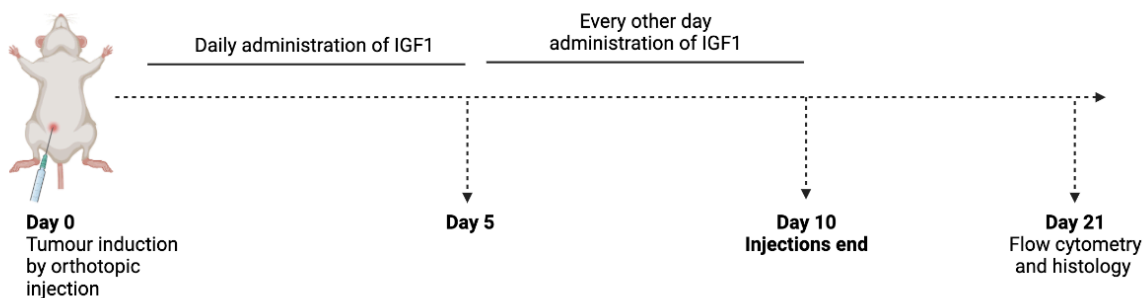 Daily administration of IGF1
Every other day
administration of IGF1
Day 0
Tumour induction
by orthotopic
injection
Day 5
Day 10
Injections end
Day 21
Flow cytometry
and histology